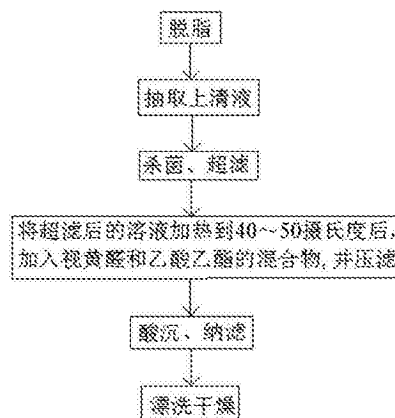 脱脂
抽取上清液
杀菌、超滤
将超滤后的溶液加热到40～50摄氏度后，
加入视黄醛和乙酸乙酯的混合物,并压滤
酸沉、纳滤
漂洗干燥